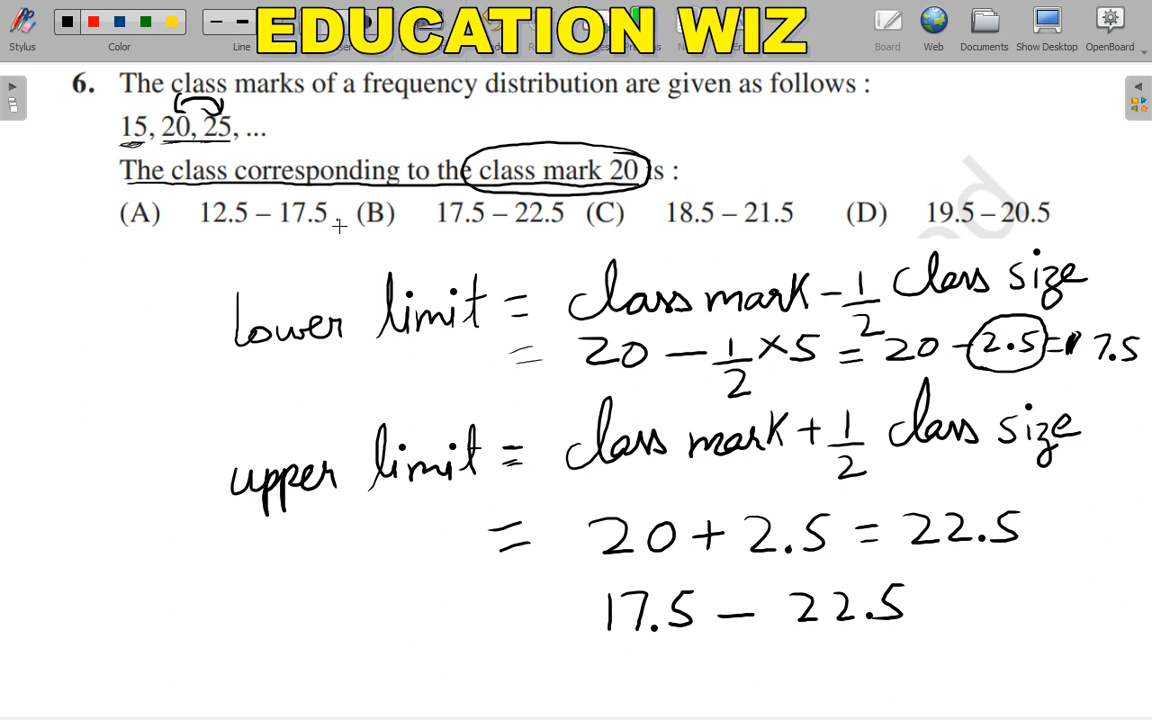 EDUCATION WIZ
Stylus Color Line Board Web Documents Show Desktop OpenBoard
6. The class marks of a frequency distribution are given as follows :
15, 20, 25, ...
The class corresponding to the class mark 20 is :
(A) 12.5 – 17.5 (B) 17.5 – 22.5 (C) 18.5 – 21.5 (D) 19.5 – 20.5
lower limit = class mark - 1/2 class size
= 20 - 1/2 × 5 = 20 - 2.5 = 17.5
upper limit = class mark + 1/2 class size
= 20 + 2.5 = 22.5
17.5 - 22.5